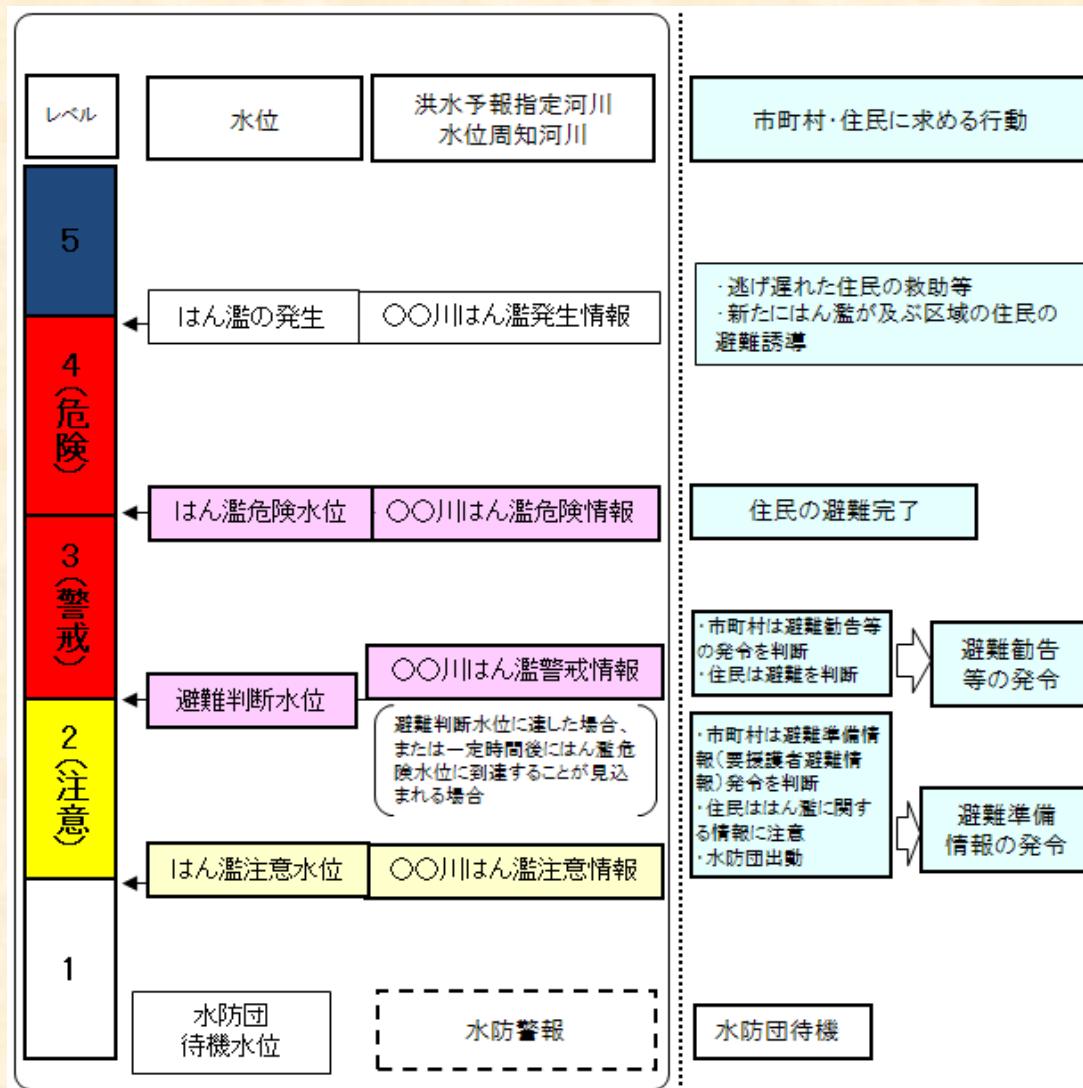 レベル
水位
洪水予報指定河川
水位周知河川
市町村・住民に求める行動
5
はん濫の発生
〇〇川はん濫発生情報
・逃げ遅れた住民の救助等
・新たにはん濫が及ぶ区域の住民の
避難誘導
4(危険)
はん濫危険水位
〇〇川はん濫危険情報
住民の避難完了
3(警戒)
〇〇川はん濫警戒情報
避難判断水位
避難判断水位に達した場合、
または一定時間後にはん濫危
険水位に到達することが見込
まれる場合
・市町村は避難勧告等
の発令を判断
・住民は避難を判断
避難勧告
等の発令
2(注意)
・市町村は避難準備情
報(要援護者避難情
報)発令を判断
・住民ははん濫に関す
る情報に注意
・水防団出動
避難準備
情報の発令
はん濫注意水位
〇〇川はん濫注意情報
1
水防団
待機水位
水防警報
水防団待機